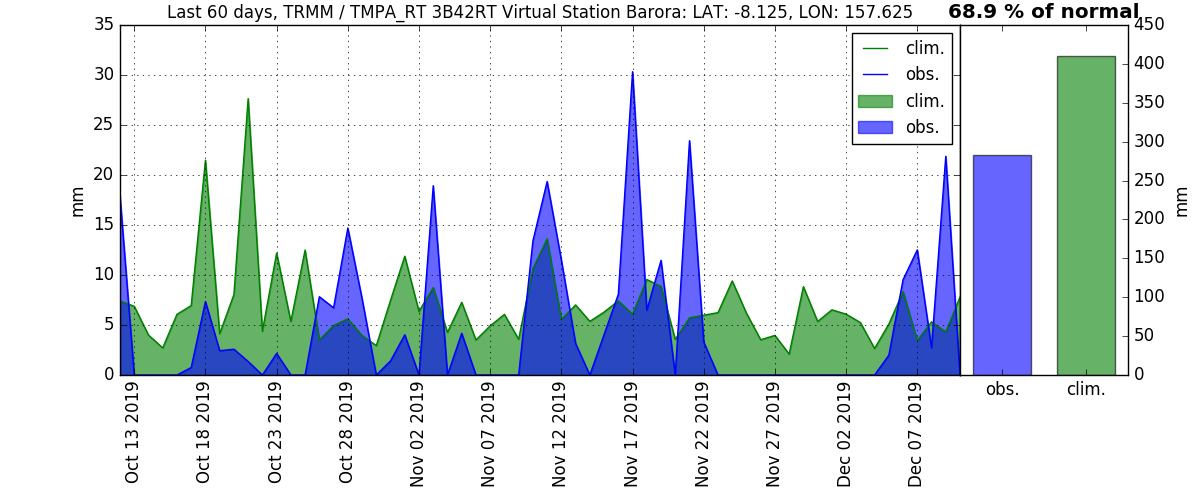 Last 60 days, TRMM / TMPA_RT 3B42RT Virtual Station Barora: LAT: -8.125, LON: 157.625
68.9 % of normal
35
30
25
20
15
10
5
0
mm
clim.
obs.
clim.
obs.
450
400
350
300
250
200
150
100
50
0
mm
obs.
clim.
Oct 13 2019
Oct 18 2019
Oct 23 2019
Oct 28 2019
Nov 02 2019
Nov 07 2019
Nov 12 2019
Nov 17 2019
Nov 22 2019
Nov 27 2019
Dec 02 2019
Dec 07 2019